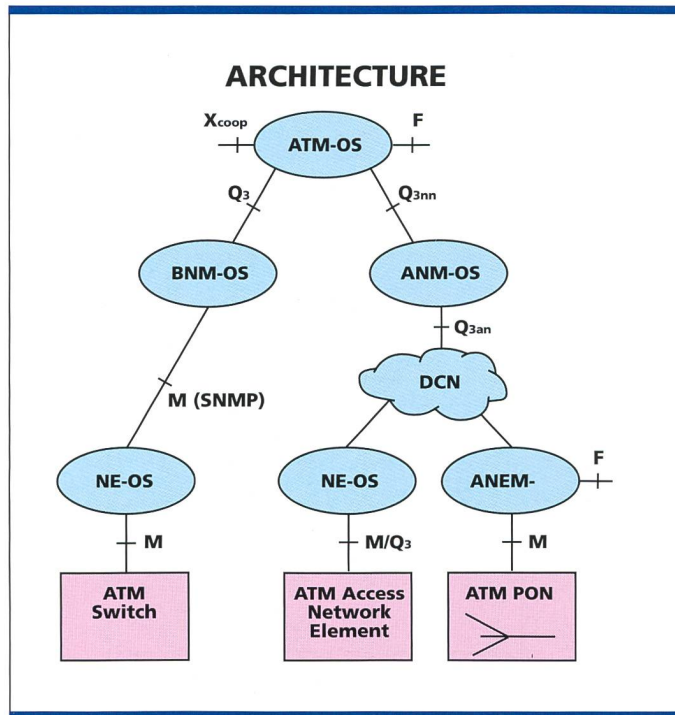 ARCHITECTURE
Xcoop
F
ATM-OS
Q3
Q3nn
BNM-OS
ANM-OS
Q3an
DCN
M (SNMP)
NE-OS
NE-OS
ANEM-
F
M
M/Q3
M
ATM
Switch
ATM Access
Network
Element
ATM PON